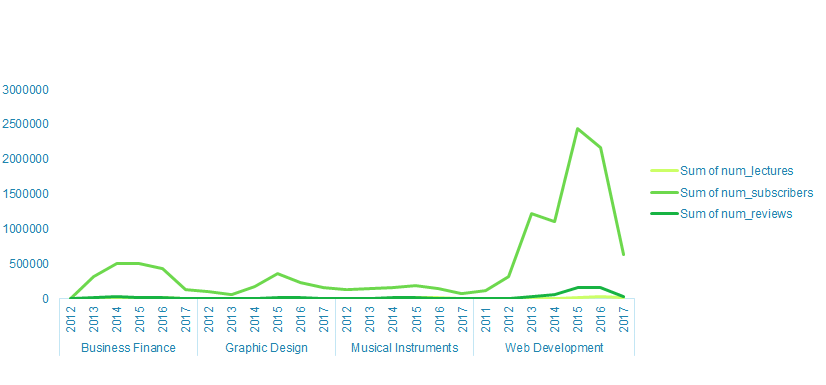 3000000
2500000
2000000
1500000
1000000
500000
0
Sum of num_lectures
Sum of num_subscribers
Sum of num_reviews
2012 2013 2014 2015 2016 2017 2012 2013 2014 2015 2016 2017 2012 2013 2014 2015 2016 2017 2011 2012 2013 2014 2015 2016 2017
Business Finance Graphic Design Musical Instruments Web Development